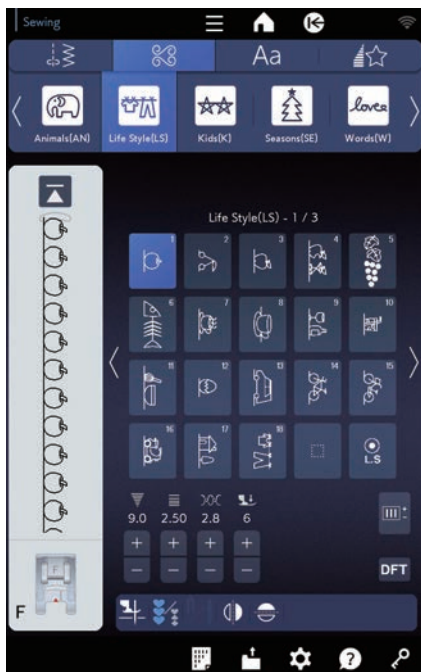 Sewing
Aa
Animals(AN) Life Style(LS) Kids(K) Seasons(SE) Words(W)
Life Style(LS) - 1 / 3
1 2 3 4 5
6 7 8 9 10
11 12 13 14 15
16 17 18 L.S
9.0 2.50 2.8 6
+ + + +
− − − −
DFT
F
?